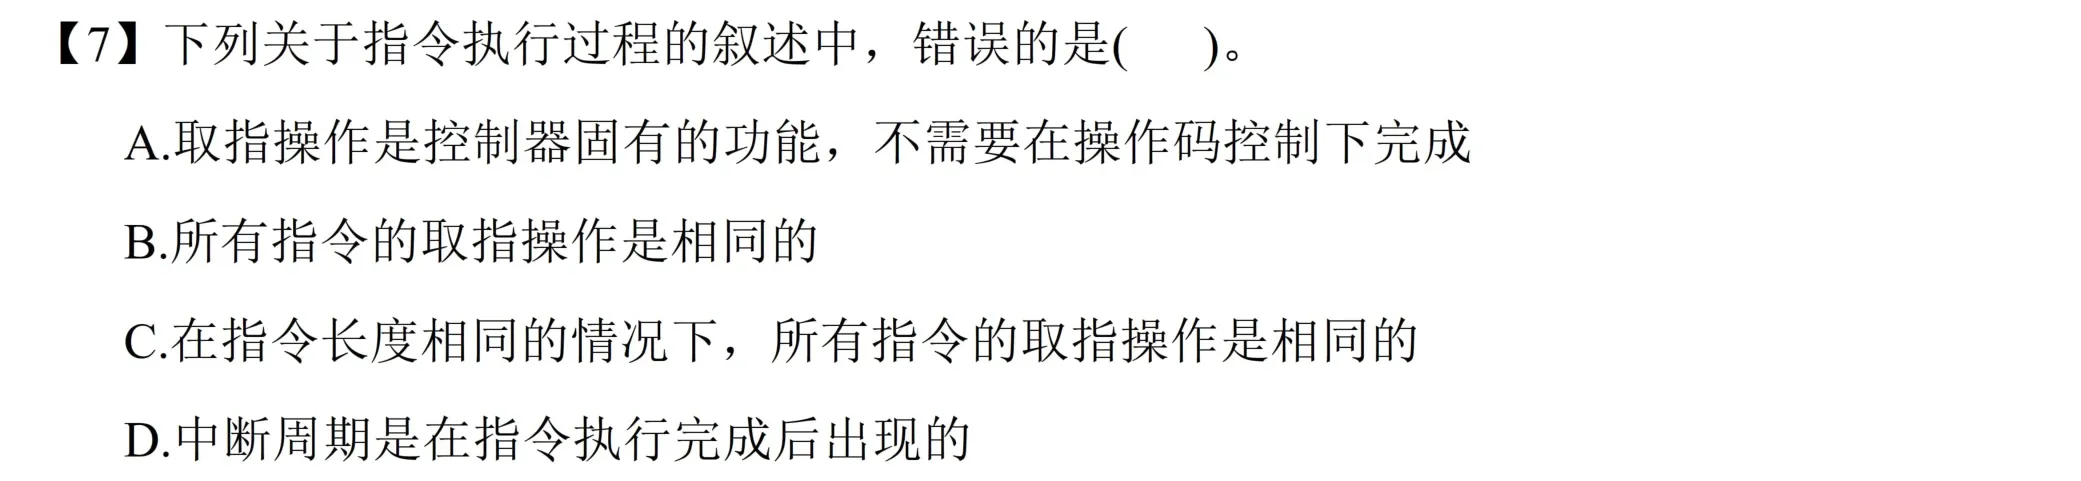 【7】下列关于指令执行过程的叙述中，错误的是(    )。
A.取指操作是控制器固有的功能，不需要在操作码控制下完成
B.所有指令的取指操作是相同的
C.在指令长度相同的情况下，所有指令的取指操作是相同的
D.中断周期是在指令执行完成后出现的